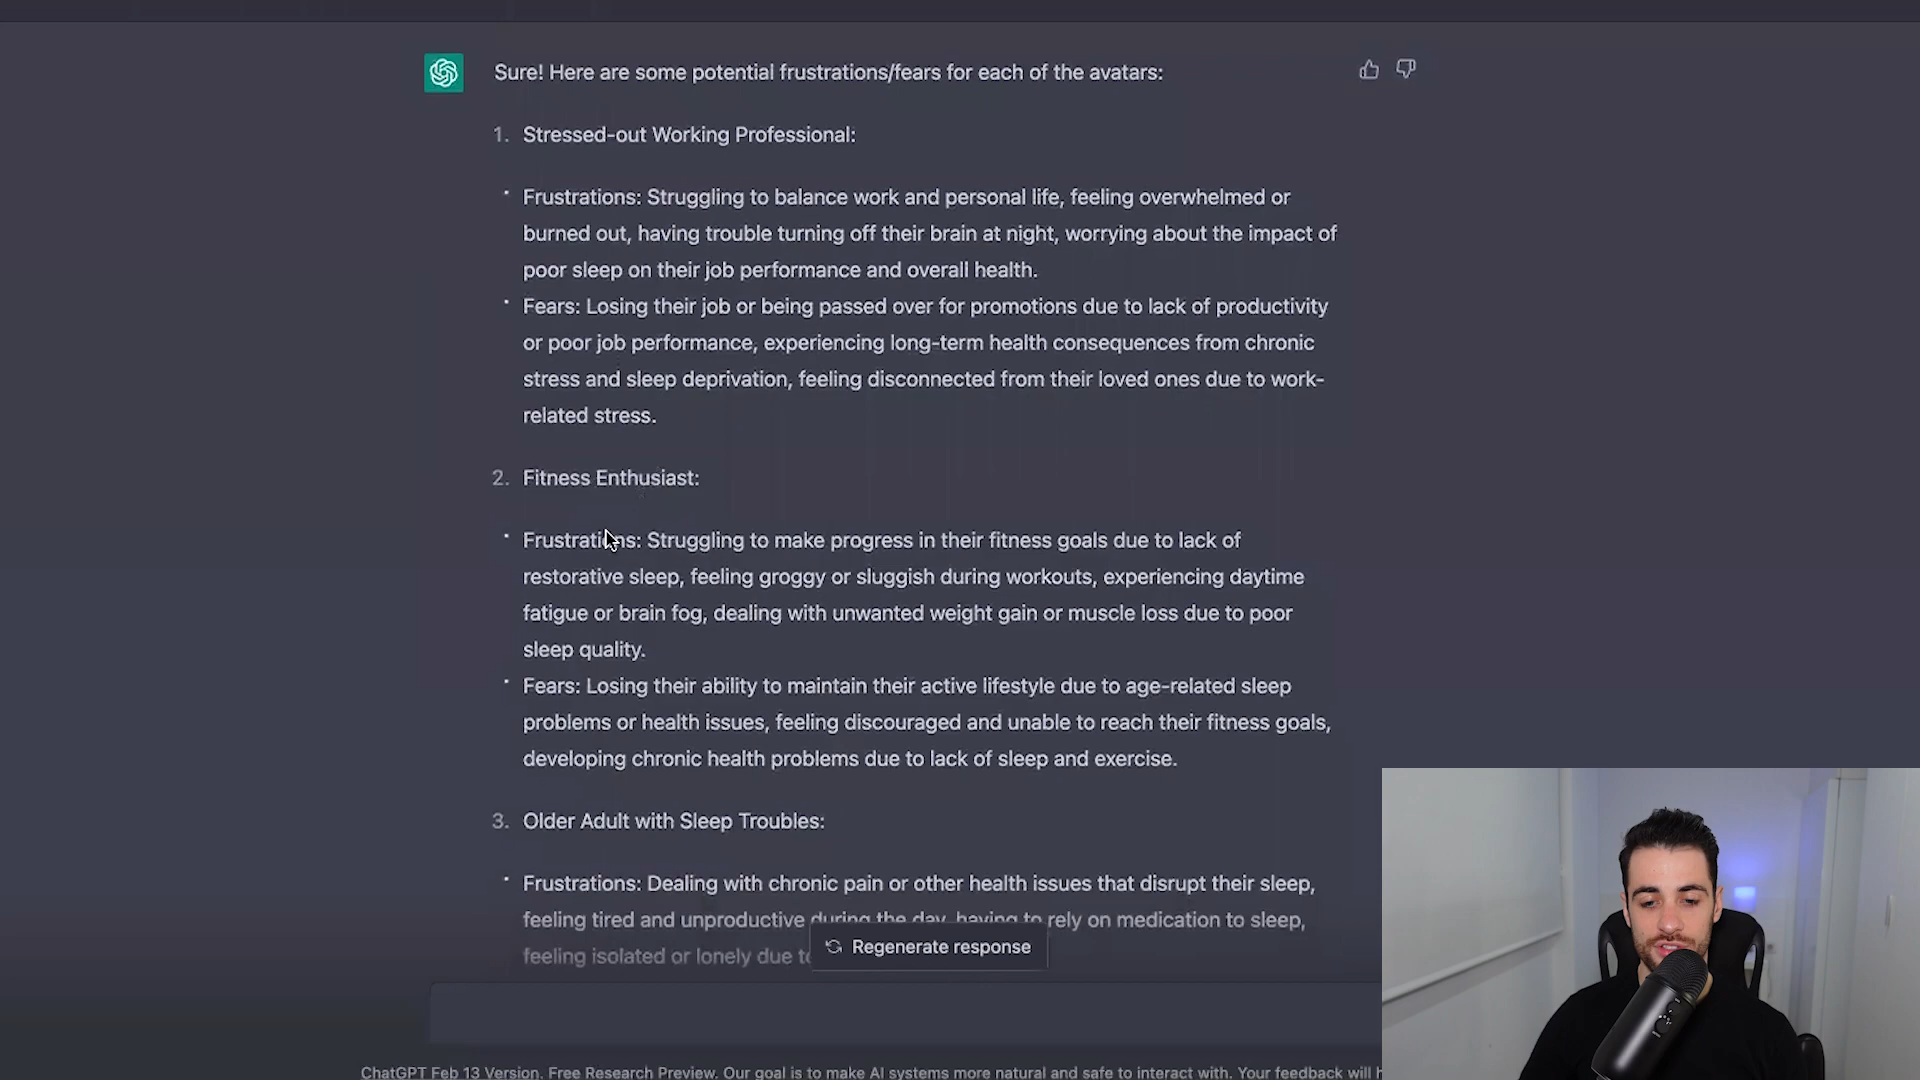 Sure! Here are some potential frustrations/fears for each of the avatars:
1. Stressed-out Working Professional:
• Frustrations: Struggling to balance work and personal life, feeling overwhelmed or
burned out, having trouble turning off their brain at night, worrying about the impact of
poor sleep on their job performance and overall health.
• Fears: Losing their job or being passed over for promotions due to lack of productivity
or poor job performance, experiencing long-term health consequences from chronic
stress and sleep deprivation, feeling disconnected from their loved ones due to work-
related stress.
2. Fitness Enthusiast:
• Frustrations: Struggling to make progress in their fitness goals due to lack of
restorative sleep, feeling groggy or sluggish during workouts, experiencing daytime
fatigue or brain fog, dealing with unwanted weight gain or muscle loss due to poor
sleep quality.
• Fears: Losing their ability to maintain their active lifestyle due to age-related sleep
problems or health issues, feeling discouraged and unable to reach their fitness goals,
developing chronic health problems due to lack of sleep and exercise.
3. Older Adult with Sleep Troubles:
• Frustrations: Dealing with chronic pain or other health issues that disrupt their sleep,
feeling tired and unproductive during the day, having to rely on medication to sleep,
feeling isolated or lonely due
Regenerate response
ChatGPT Feb 13 Version. Free Research Preview. Our goal is to make AI systems more natural and safe to interact with. Your feedback will